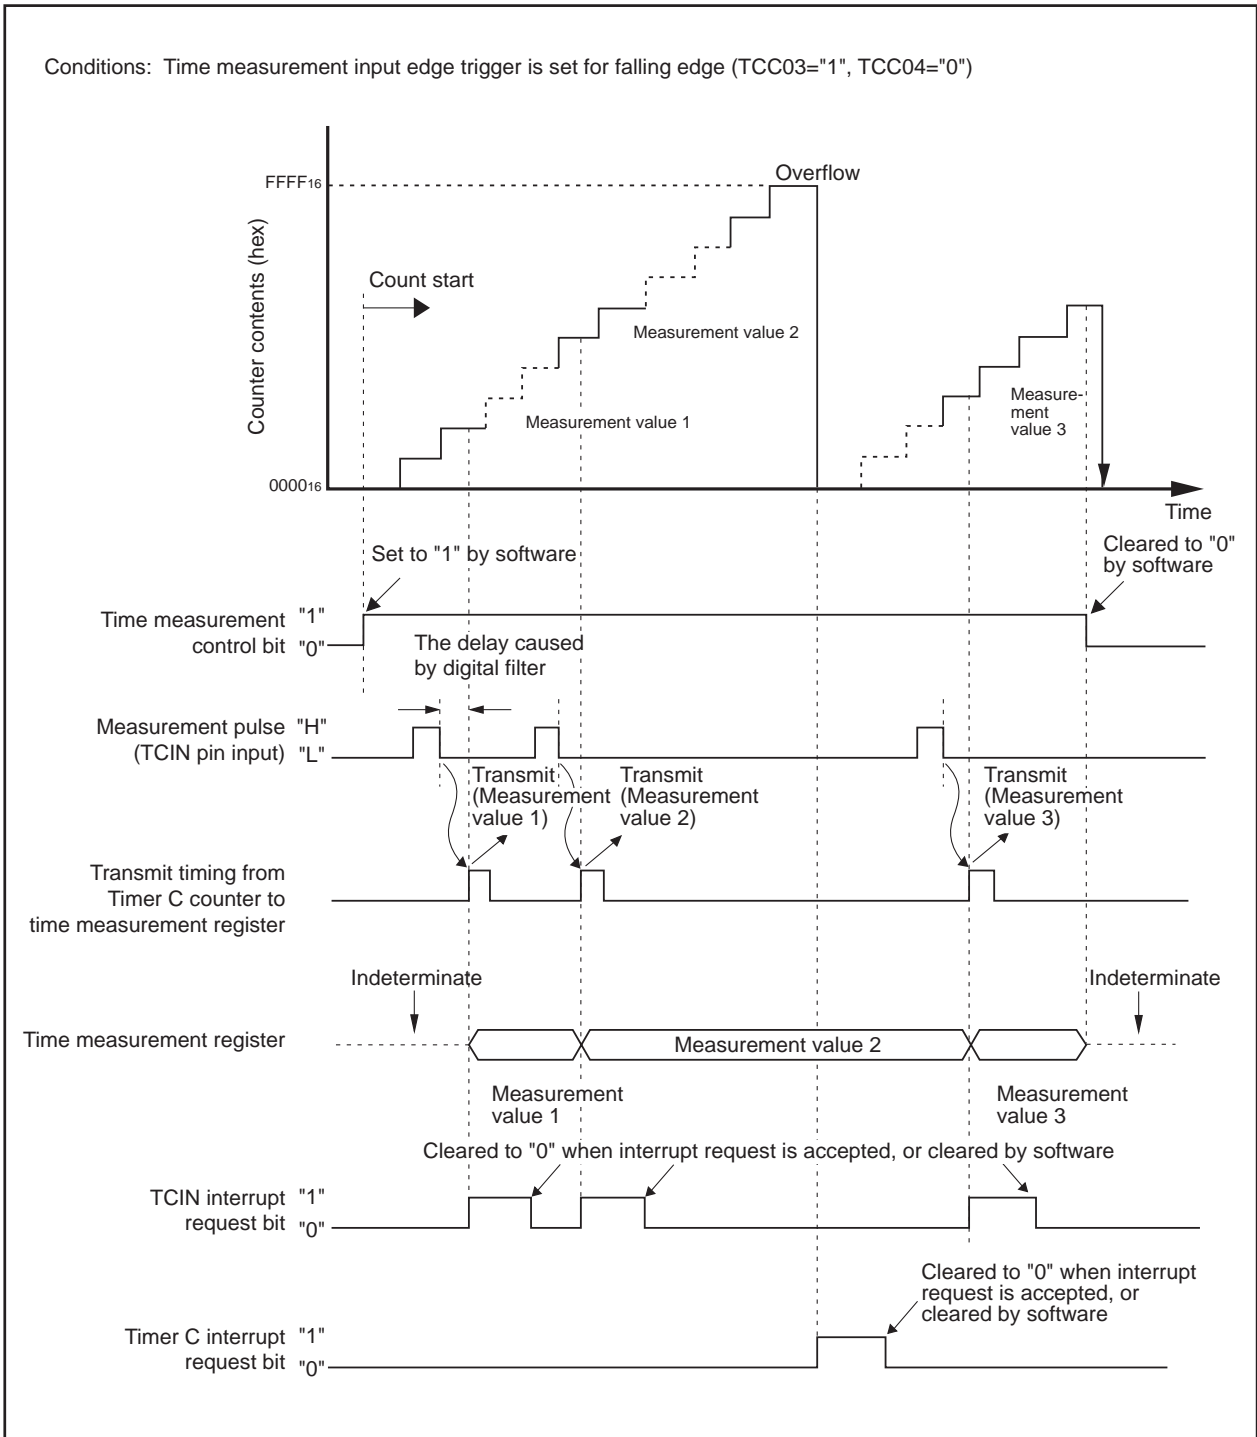 Conditions: Time measurement input edge trigger is set for falling edge (TCC03="1", TCC04="0")
Overflow
FFFF16
Counter contents (hex)
Count start
Measurement value 2
Measurement value 1
Measure-
ment
value 3
000016
Time
Set to "1" by software
Cleared to "0"
by software
Time measurement "1"
control bit "0"
The delay caused
by digital filter
Measurement pulse "H"
(TCIN pin input) "L"
Transmit
(Measurement
value 1)
Transmit
(Measurement
value 2)
Transmit
(Measurement
value 3)
Transmit timing from
Timer C counter to
time measurement register
Indeterminate
Indeterminate
Time measurement register
Measurement value 2
Measurement
value 1
Measurement
value 3
Cleared to "0" when interrupt request is accepted, or cleared by software
TCIN interrupt "1"
request bit "0"
Cleared to "0" when interrupt
request is accepted, or
cleared by software
Timer C interrupt "1"
request bit "0"